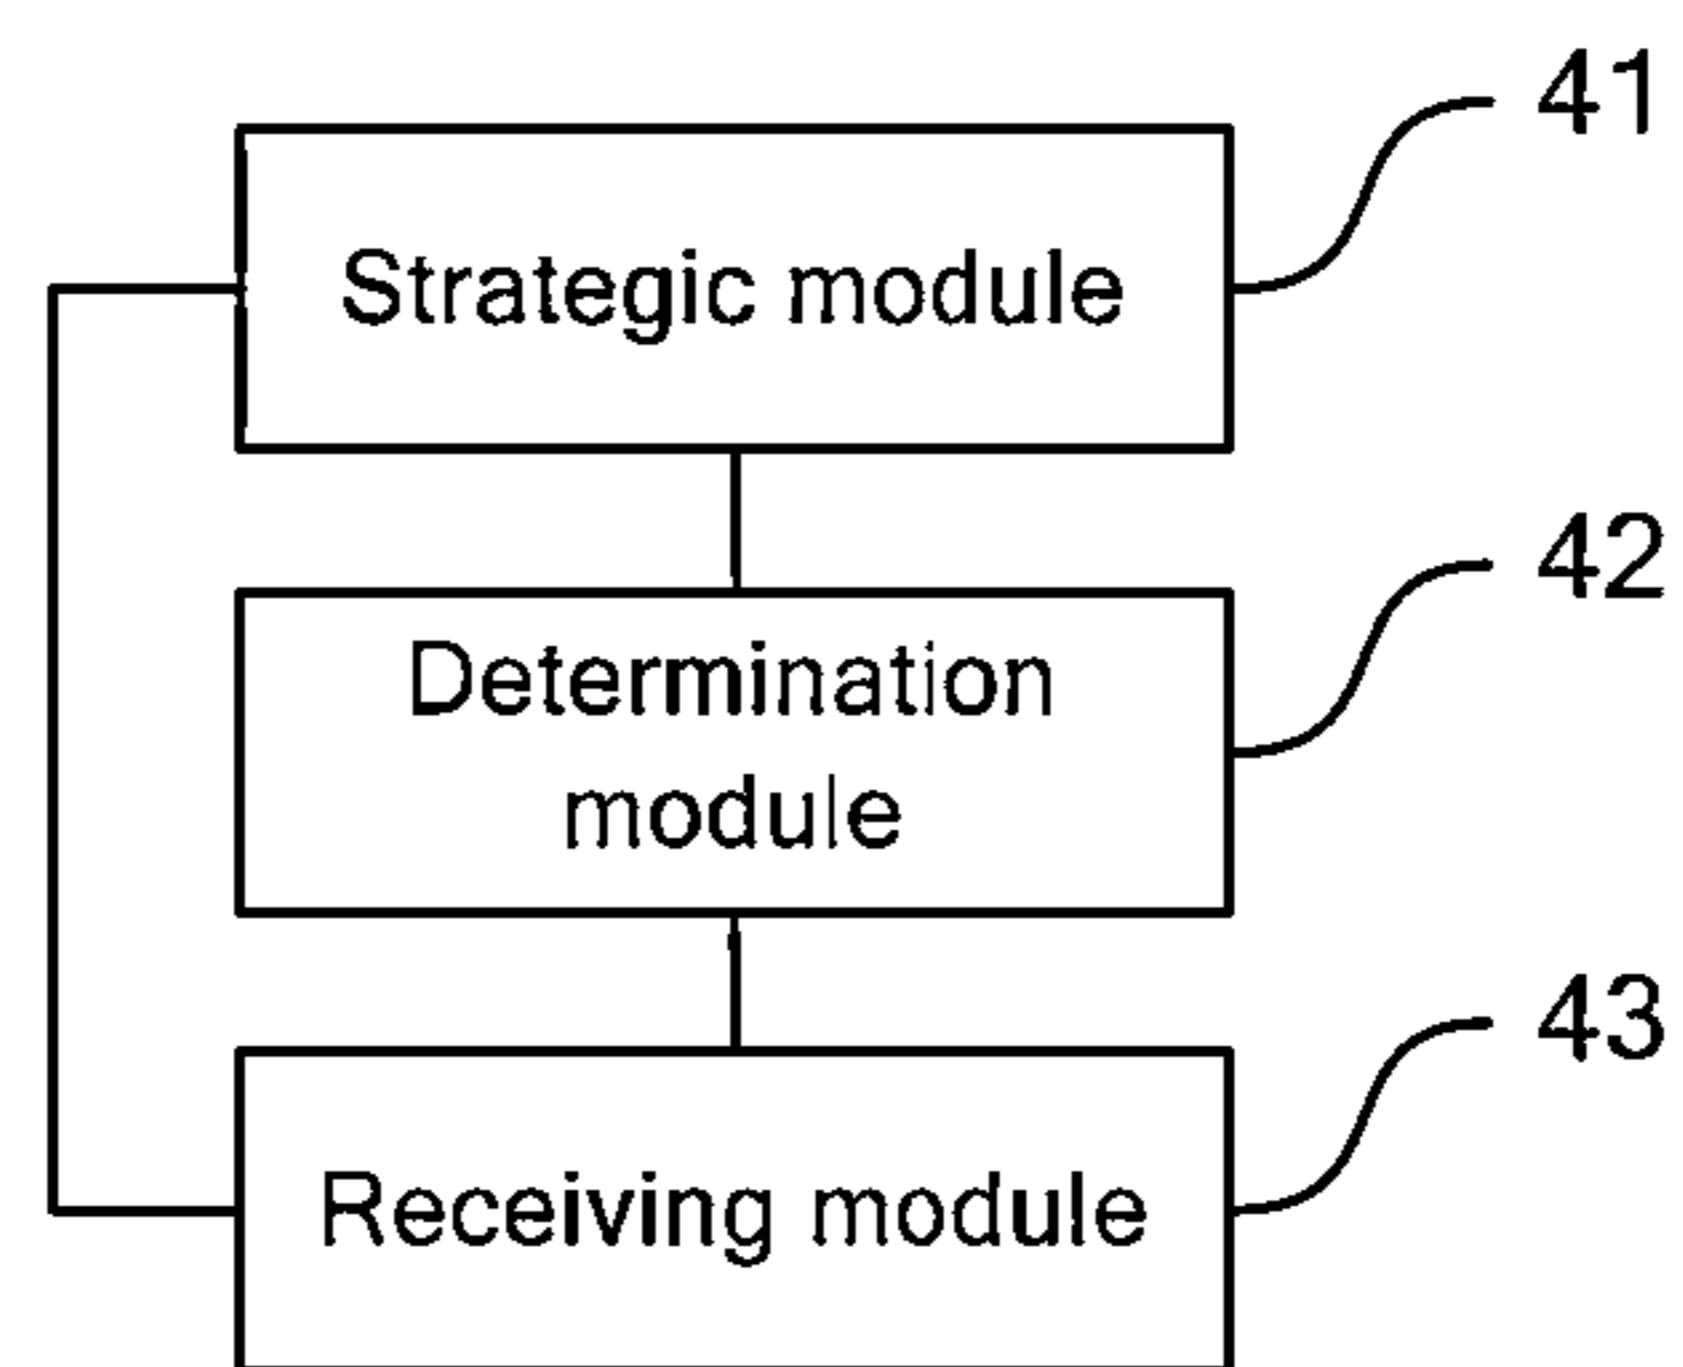 41
Strategic module
42
Determination
module
43
Receiving module